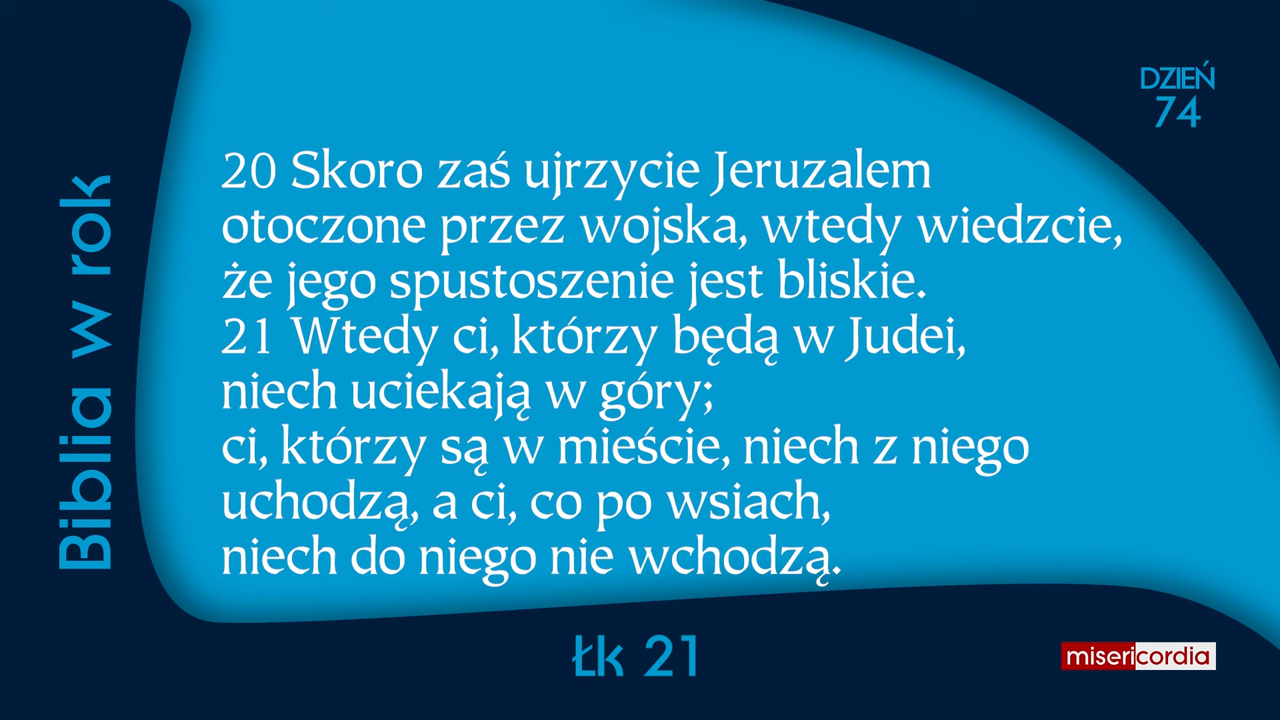 DZIEŃ
74
Biblia w rok
20 Skoro zaś ujrzycie Jeruzalem
otoczone przez wojska, wtedy wiedzcie,
że jego spustoszenie jest bliskie.
21 Wtedy ci, którzy będą w Judei,
niech uciekają w góry;
ci, którzy są w mieście, niech z niego
uchodzą, a ci, co po wsiach,
niech do niego nie wchodzą.
Łk 21
misericordia